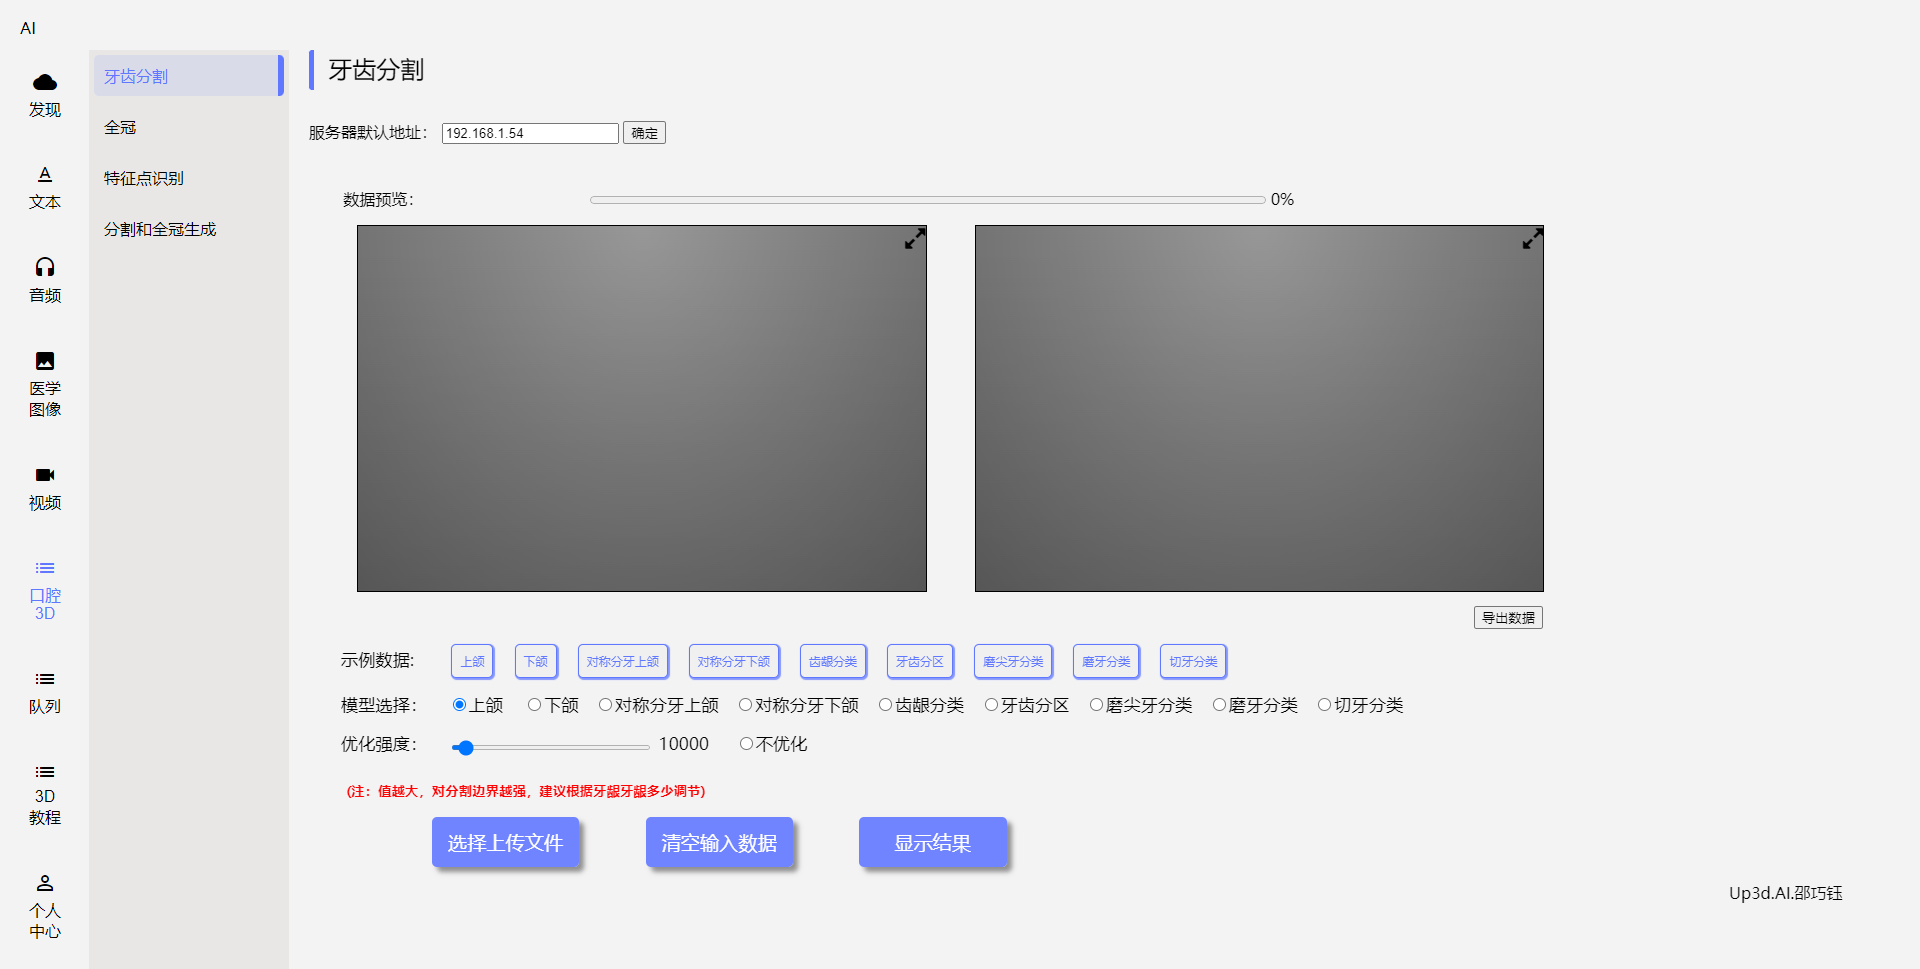 AI
发现
文本
音频
医学
图像
视频
口腔
3D
队列
3D
教程
个人
中心
牙齿分割
全冠
特征点识别
分割和全冠生成
牙齿分割
服务器默认地址： 192.168.1.54 确定
数据预览： 0%
导出数据
示例数据: 上颌 下颌 对称分牙上颌 对称分牙下颌 齿龈分类 牙齿分区 磨尖牙分类 磨牙分类 切牙分类
模型选择： 上颌 下颌 对称分牙上颌 对称分牙下颌 齿龈分类 牙齿分区 磨尖牙分类 磨牙分类 切牙分类
优化强度： 10000 不优化
(注：值越大，对分割边界越强，建议根据牙龈牙龈多少调节)
选择上传文件 清空输入数据 显示结果
Up3d.AI.邵巧钰